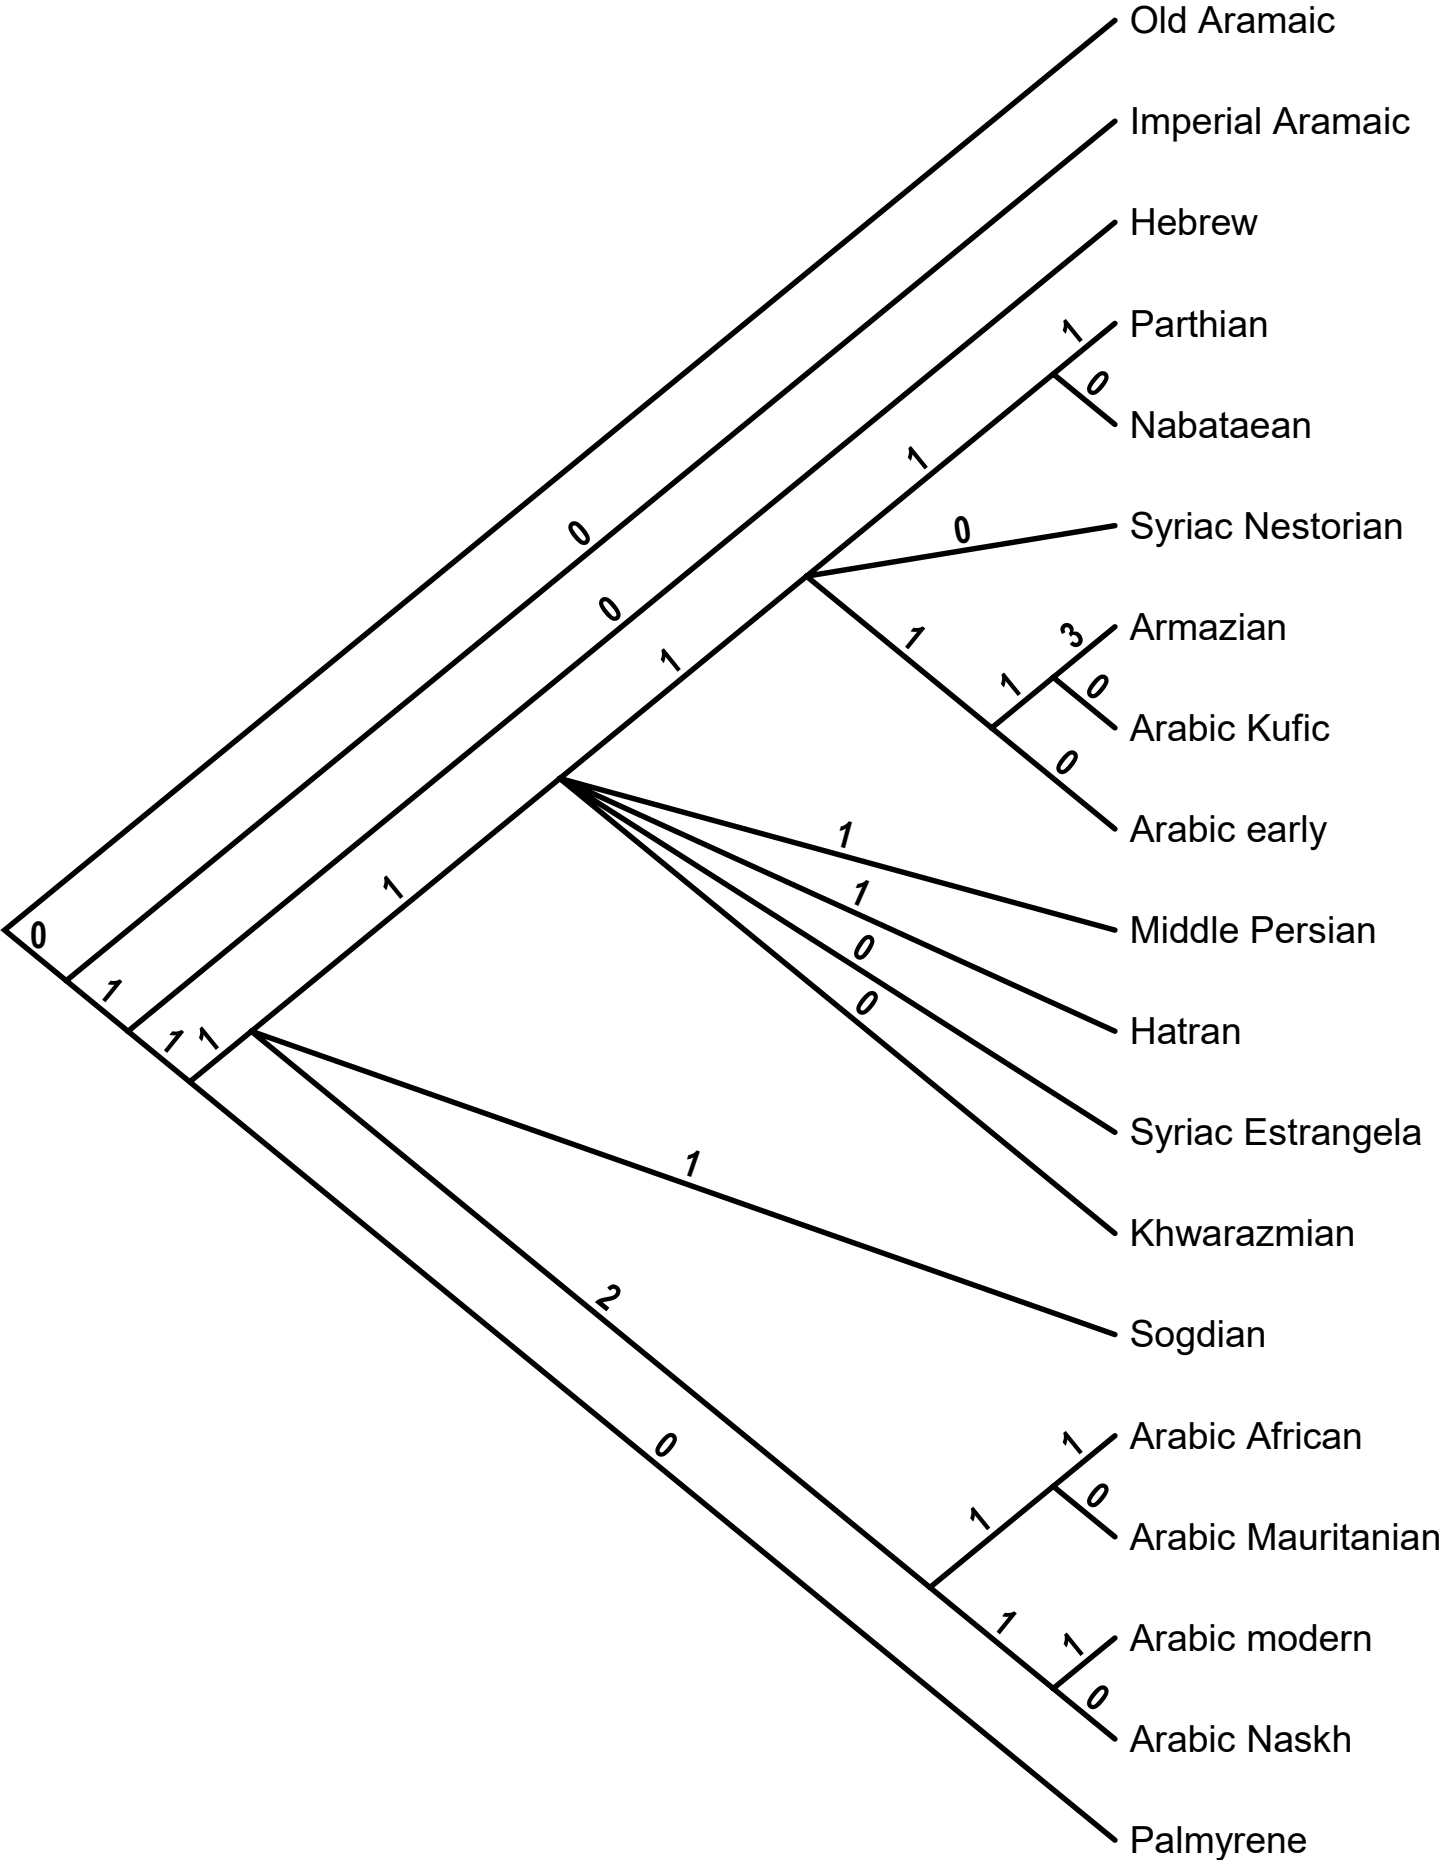 Old Aramaic
Imperial Aramaic
Hebrew
1 Parthian
0
Nabataean
1
0 Syriac Nestorian
0
0
1
1
3 Armazian
1 0
Arabic Kufic
0
Arabic early
1
1
1
Middle Persian
0
0
0
1
1 1
Hatran
Syriac Estrangela
1
Khwarazmian
2
Sogdian
1 Arabic African
0
0
1
Arabic Mauritanian
1
1 Arabic modern
0
Arabic Naskh
Palmyrene